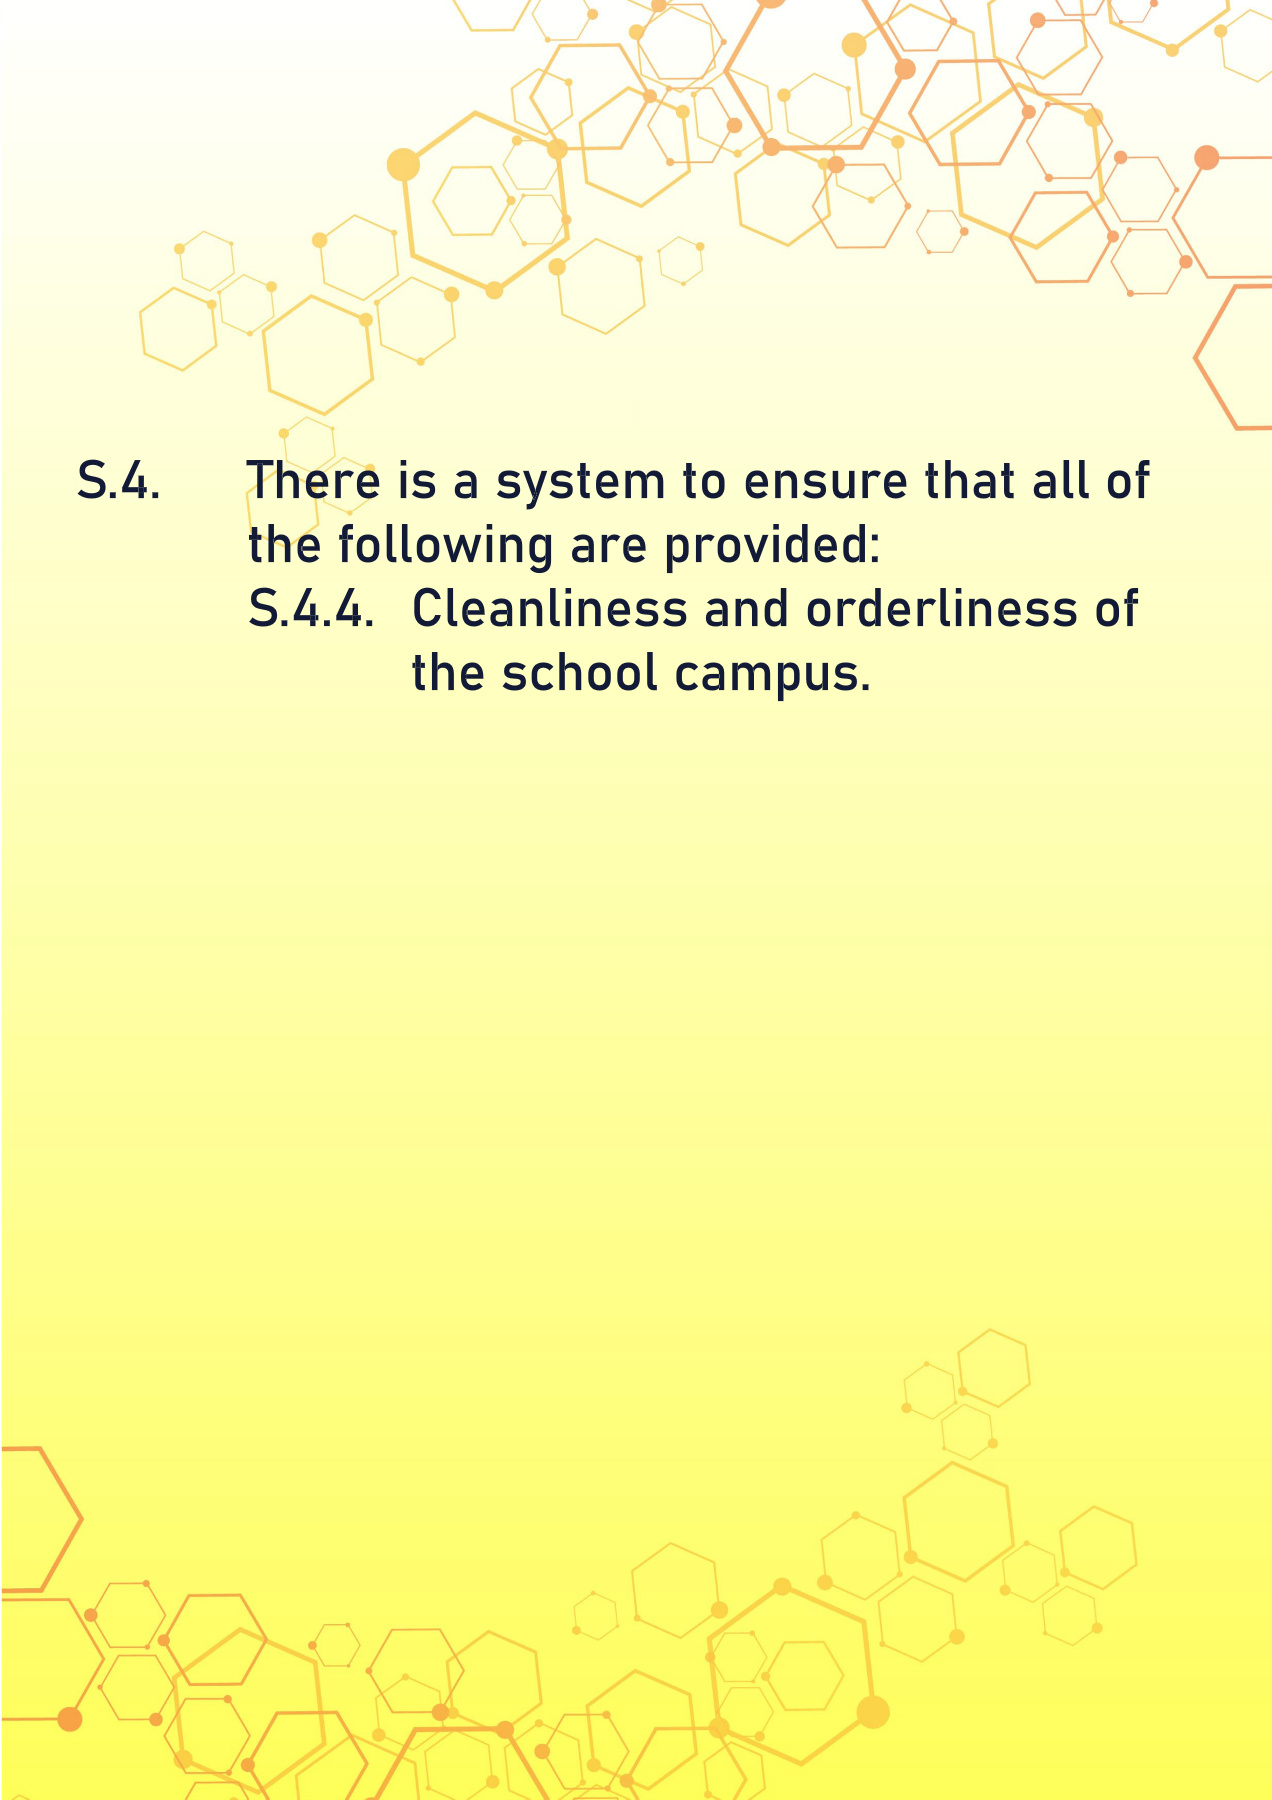 S.4. There is a system to ensure that all of
the following are provided:
S.4.4. Cleanliness and orderliness of
the school campus.